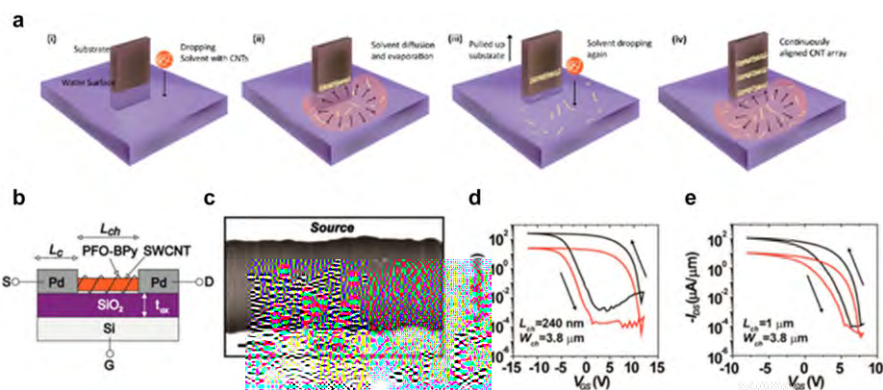 a
(i)
Substrate
Water Surface
Dropping
Solvent with CNTs
(ii)
Solvent diffusion
and evaporation
(iii)
Pulled up
substrate
Solvent dropping
again
(iv)
Continuously
aligned CNT array
b
L_ch
L_c
PFO-BPy
SWCNT
S
Pd
Pd
D
SiO₂
t_ox
Si
G
c
Source
d
10²
10⁰
10⁻²
10⁻⁴
10⁻⁶
L_ch=240 nm
W_ch=3.8 μm
-15 -10 -5 0 5 10 15
V_GS(V)
e
-I_DS(μA/μm)
10²
10⁰
10⁻²
10⁻⁴
10⁻⁶
L_ch=1 μm
W_ch=3.8 μm
-10 -5 0 5 10
V_GS(V)